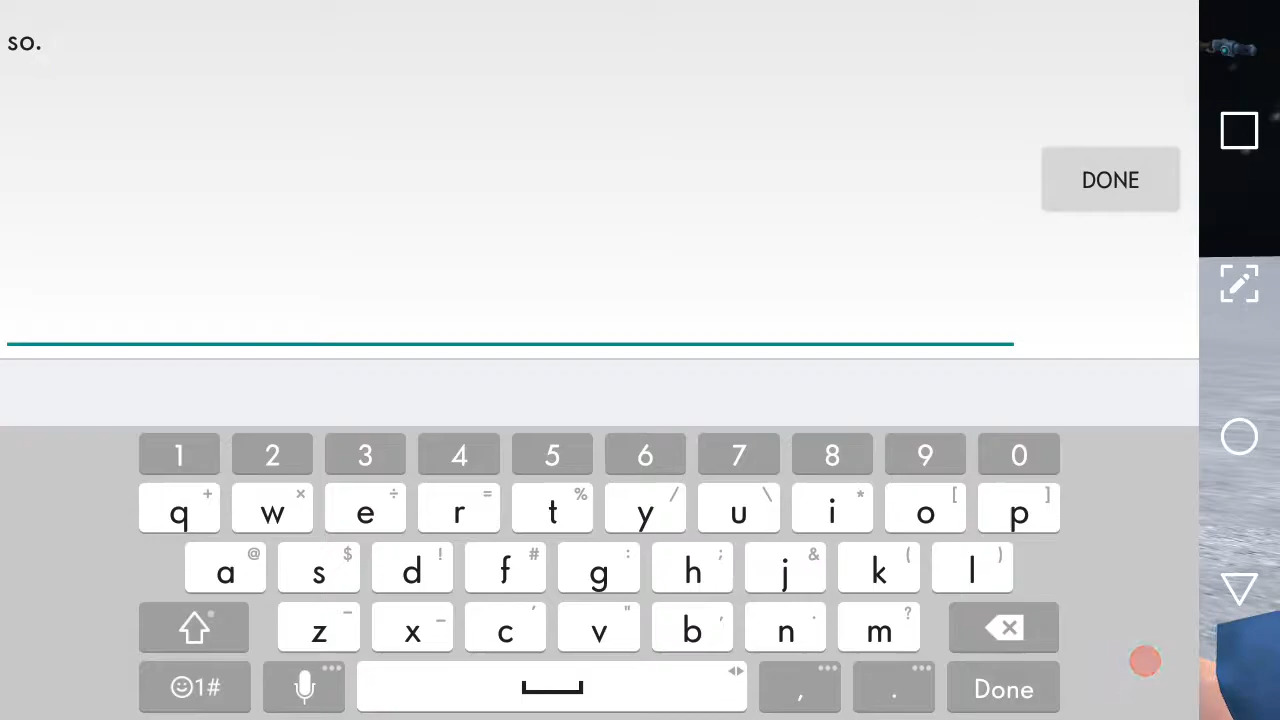 so.
DONE
1 2 3 4 5 6 7 8 9 0
+ × ÷ = % / \ * [ ]
q w e r t y u i o p
@ $ ! # : ; & ( )
a s d f g h j k l
– _ ' " , . ?
z x c v b n m
☺1# , . Done